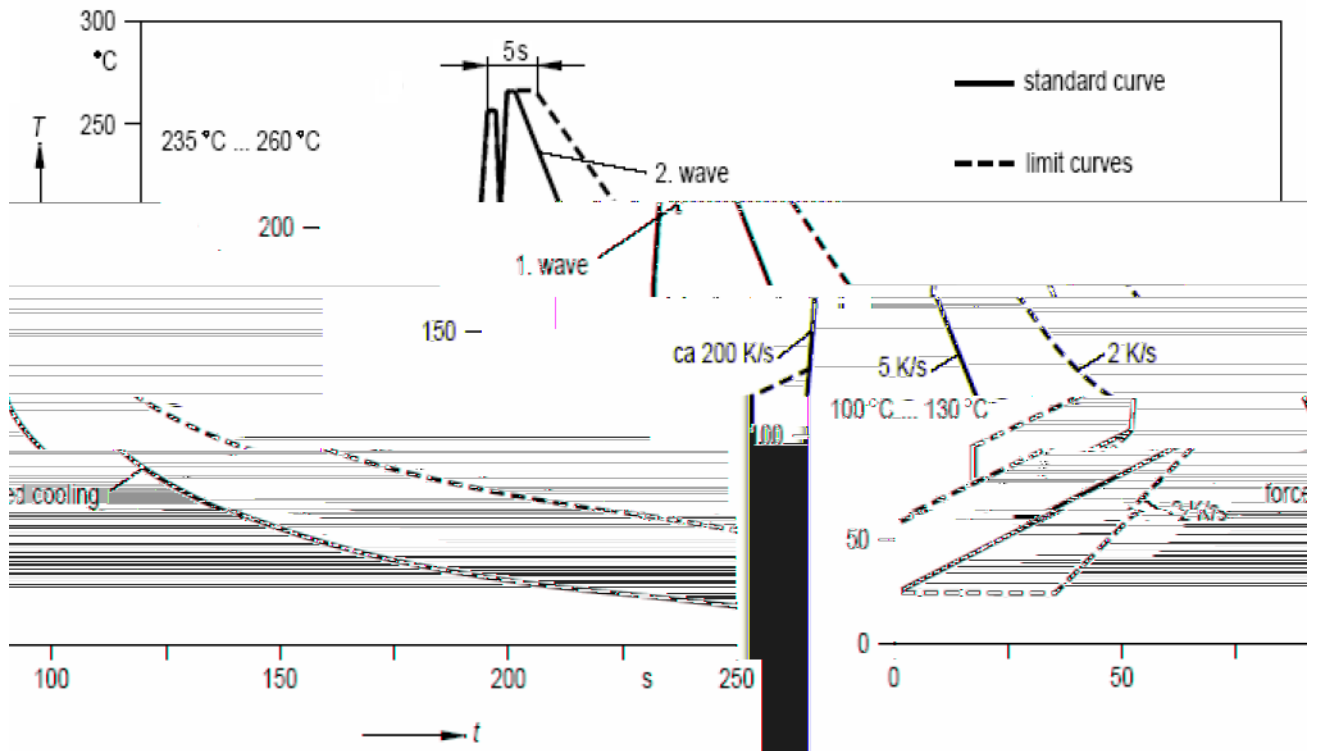 300
°C
5s
standard curve
T
250
235 °C ... 260 °C
2. wave
limit curves
200
1. wave
150
ca 200 K/s
5 K/s
2 K/s
100 °C ... 130 °C
100
ed cooling
force
2 K/s
50
0
100
150
200
s
250
0
50
t